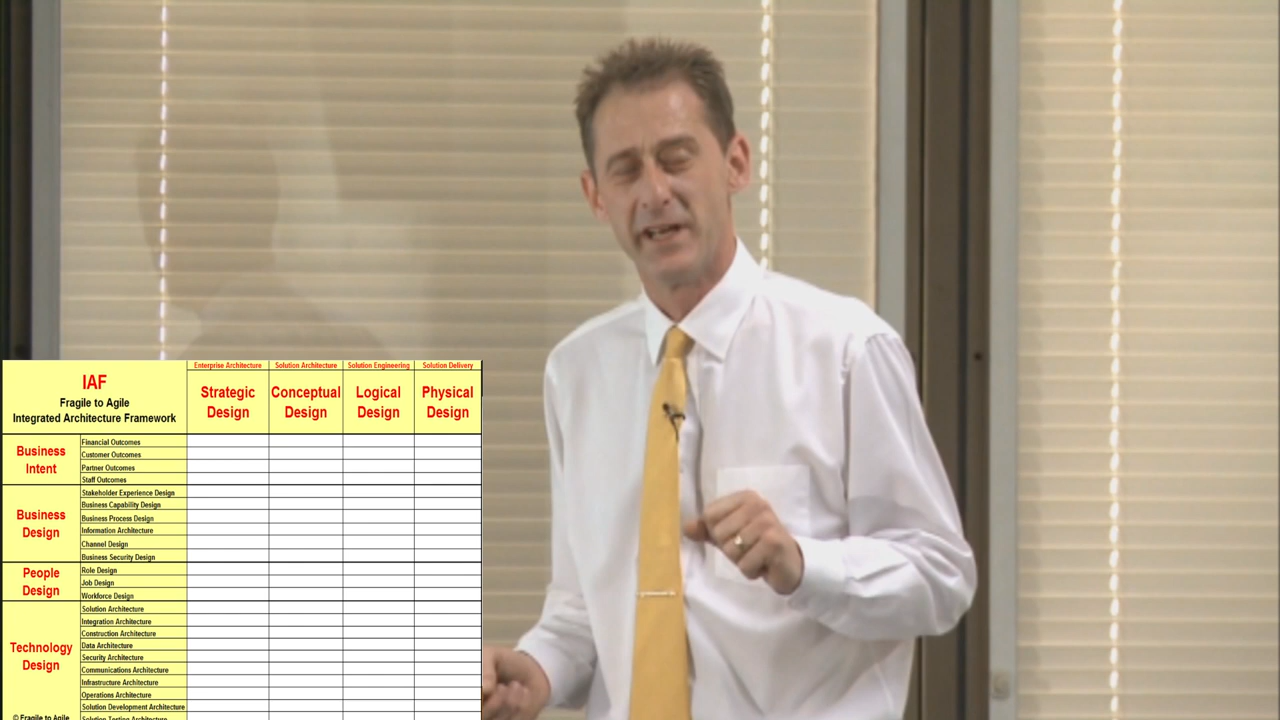 Enterprise Architecture Solution Architecture Solution Engineering Solution Delivery
IAF
Fragile to Agile
Integrated Architecture Framework
Strategic Design
Conceptual Design
Logical Design
Physical Design
Business Intent
Financial Outcomes
Customer Outcomes
Partner Outcomes
Staff Outcomes
Business Design
Stakeholder Experience Design
Business Capability Design
Business Process Design
Information Architecture
Channel Design
Business Security Design
People Design
Role Design
Job Design
Workforce Design
Technology Design
Solution Architecture
Integration Architecture
Construction Architecture
Data Architecture
Security Architecture
Communications Architecture
Infrastructure Architecture
Operations Architecture
Solution Development Architecture
Solution Testing Architecture
© Fragile to Agile